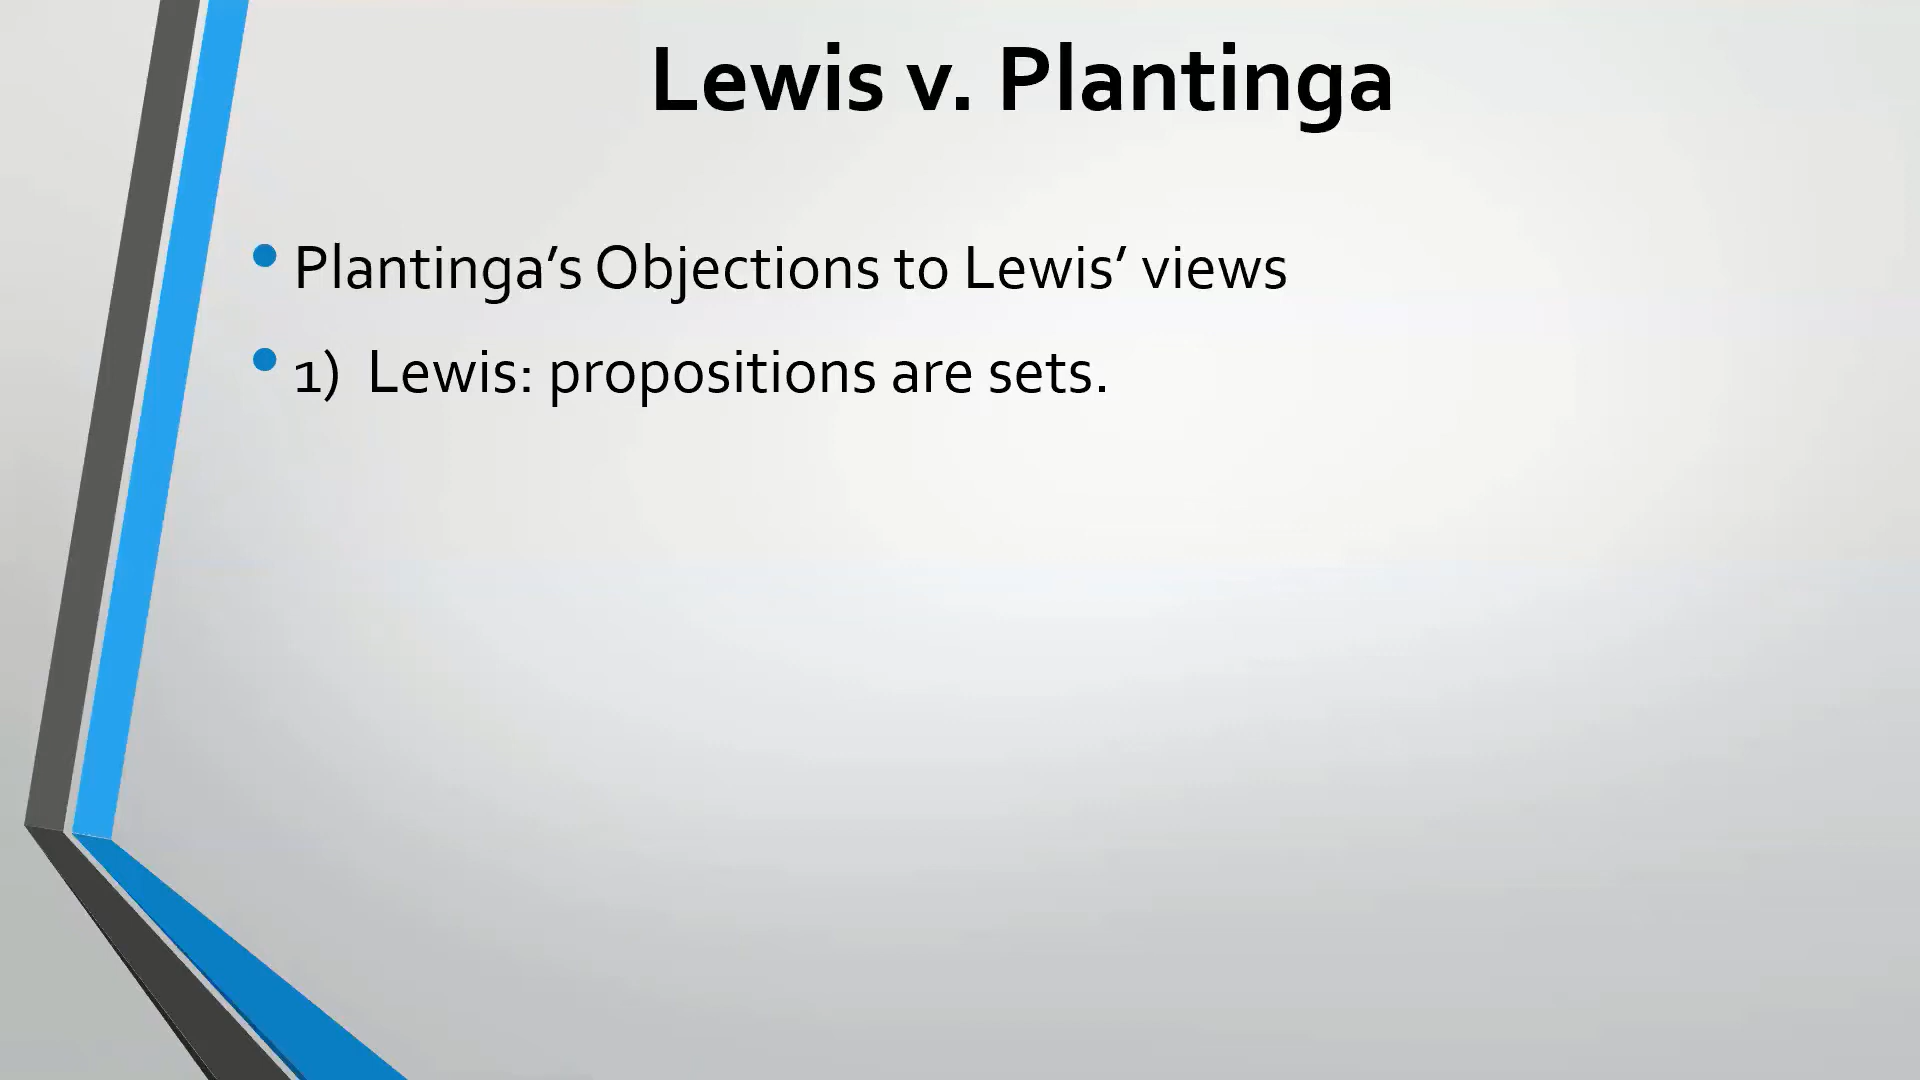 Lewis v. Plantinga
• Plantinga’s Objections to Lewis’ views
• 1) Lewis: propositions are sets.